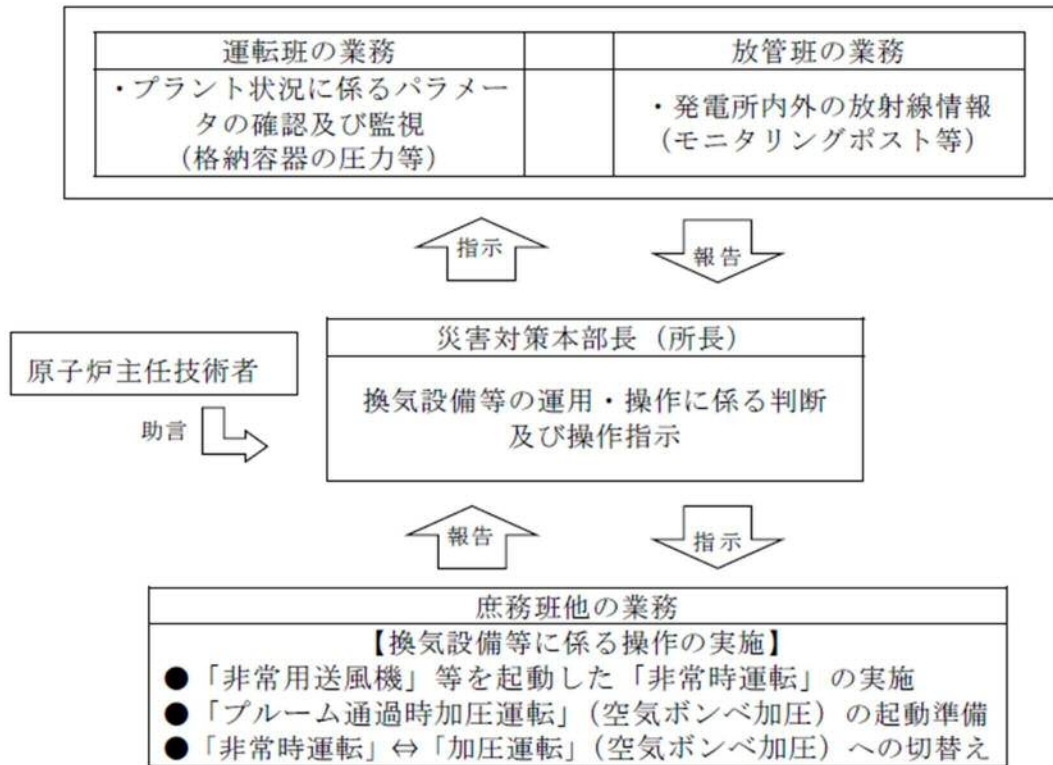 運転班の業務
・プラント状況に係るパラメー
タの確認及び監視
(格納容器の圧力等)
放管班の業務
・発電所内外の放射線情報
(モニタリングポスト等)
指示
報告
原子炉主任技術者
助言
災害対策本部長（所長）
換気設備等の運用・操作に係る判断
及び操作指示
報告
指示
庶務班他の業務
【換気設備等に係る操作の実施】
●「非常用送風機」等を起動した「非常時運転」の実施
●「プルーム通過時加圧運転」（空気ボンベ加圧）の起動準備
●「非常時運転」⇔「加圧運転」（空気ボンベ加圧）への切替え